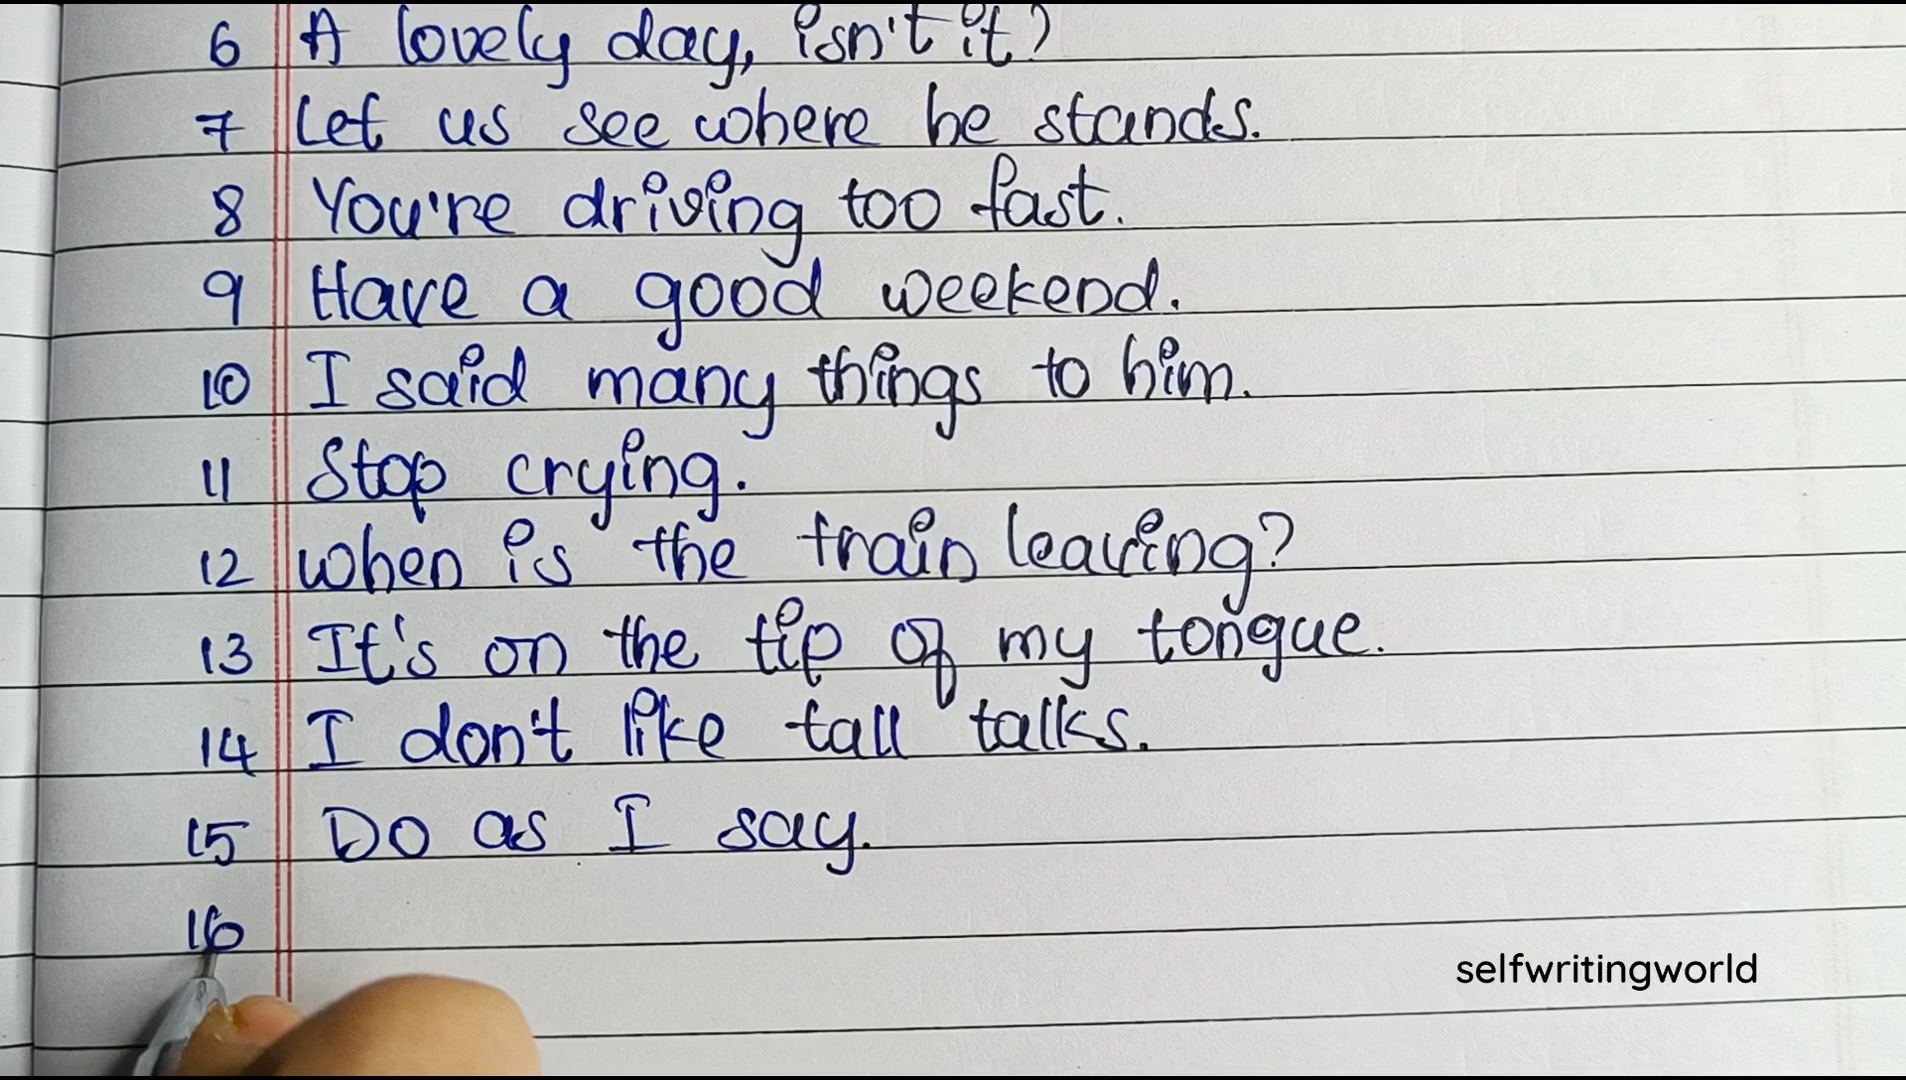 6 A lovely day, isn't it?
7 Let us see where he stands.
8 You're driving too fast.
9 Have a good weekend.
10 I said many things to him.
11 Stop crying.
12 When is the train leaving?
13 It's on the tip of my tongue.
14 I don't like tall talks.
15 Do as I say.
16
selfwritingworld